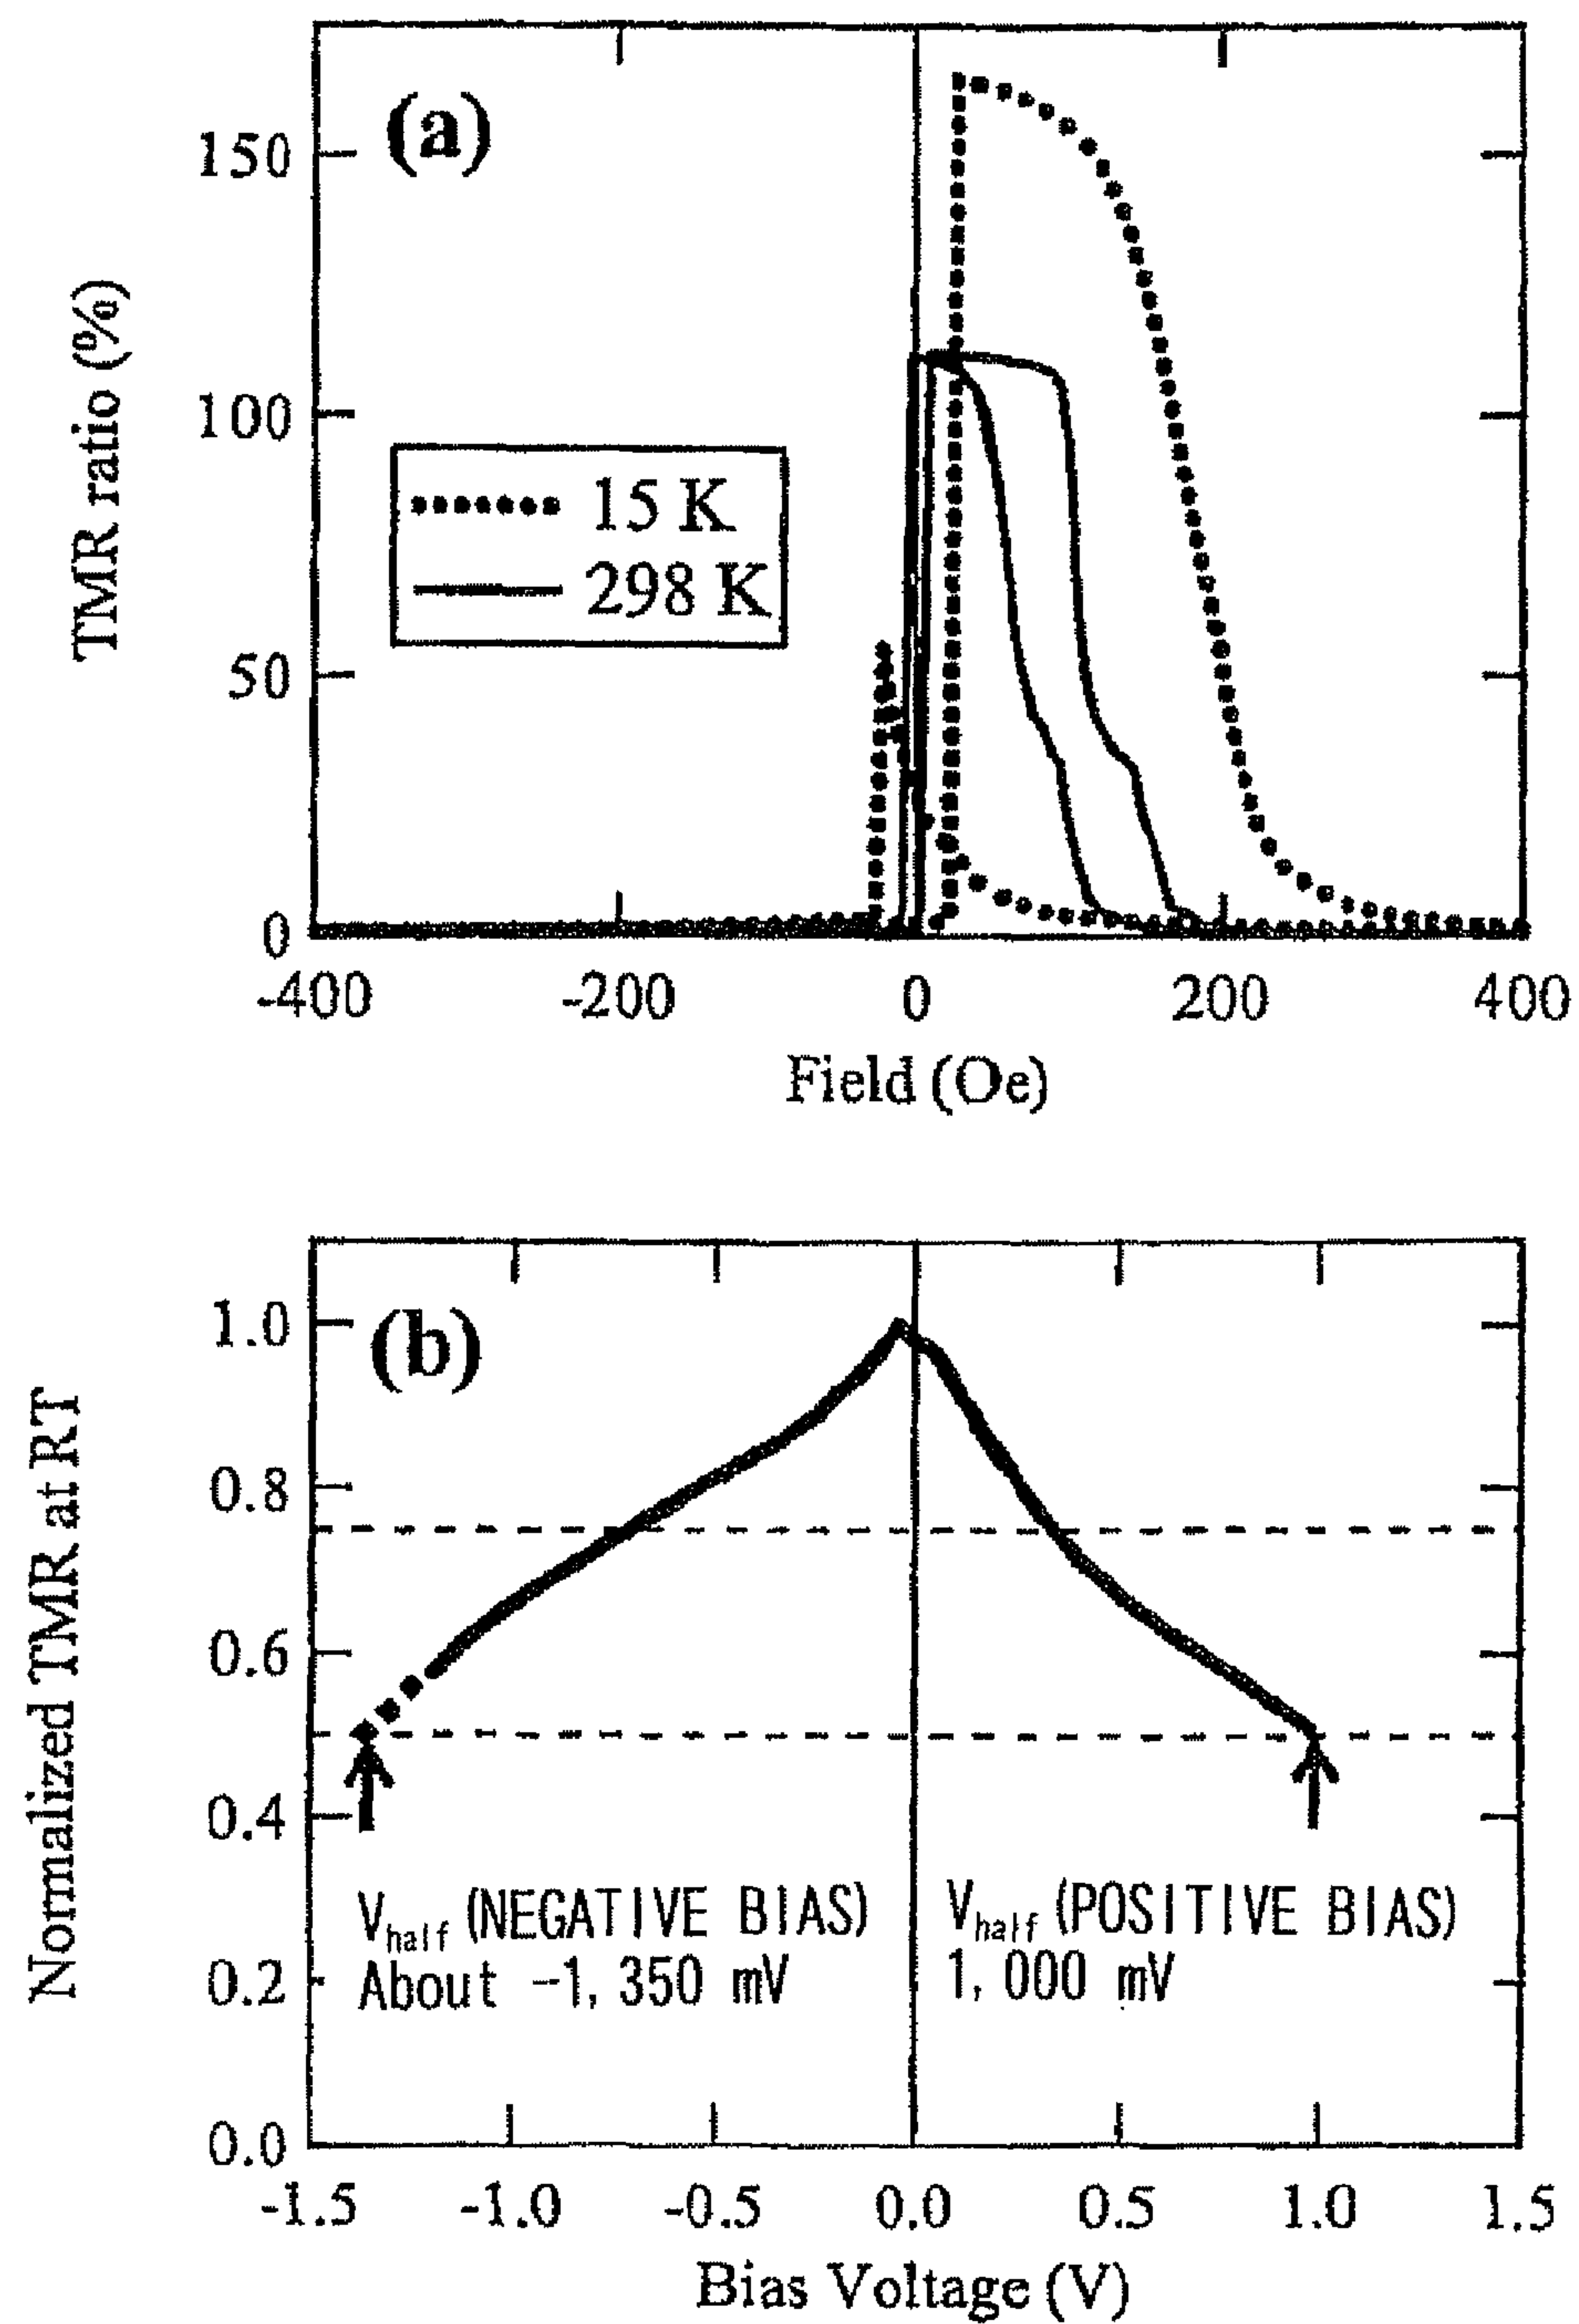 (a)
150
100
50
0
TMR ratio (%)
15 K
298 K
-400 -200 0 200 400
Field (Oe)
(b)
1.0
0.8
0.6
0.4
0.2
0.0
Normalized TMR at RT
V_half (NEGATIVE BIAS)
About -1, 350 mV
V_half (POSITIVE BIAS)
1, 000 mV
-1.5 -1.0 -0.5 0.0 0.5 1.0 1.5
Bias Voltage (V)